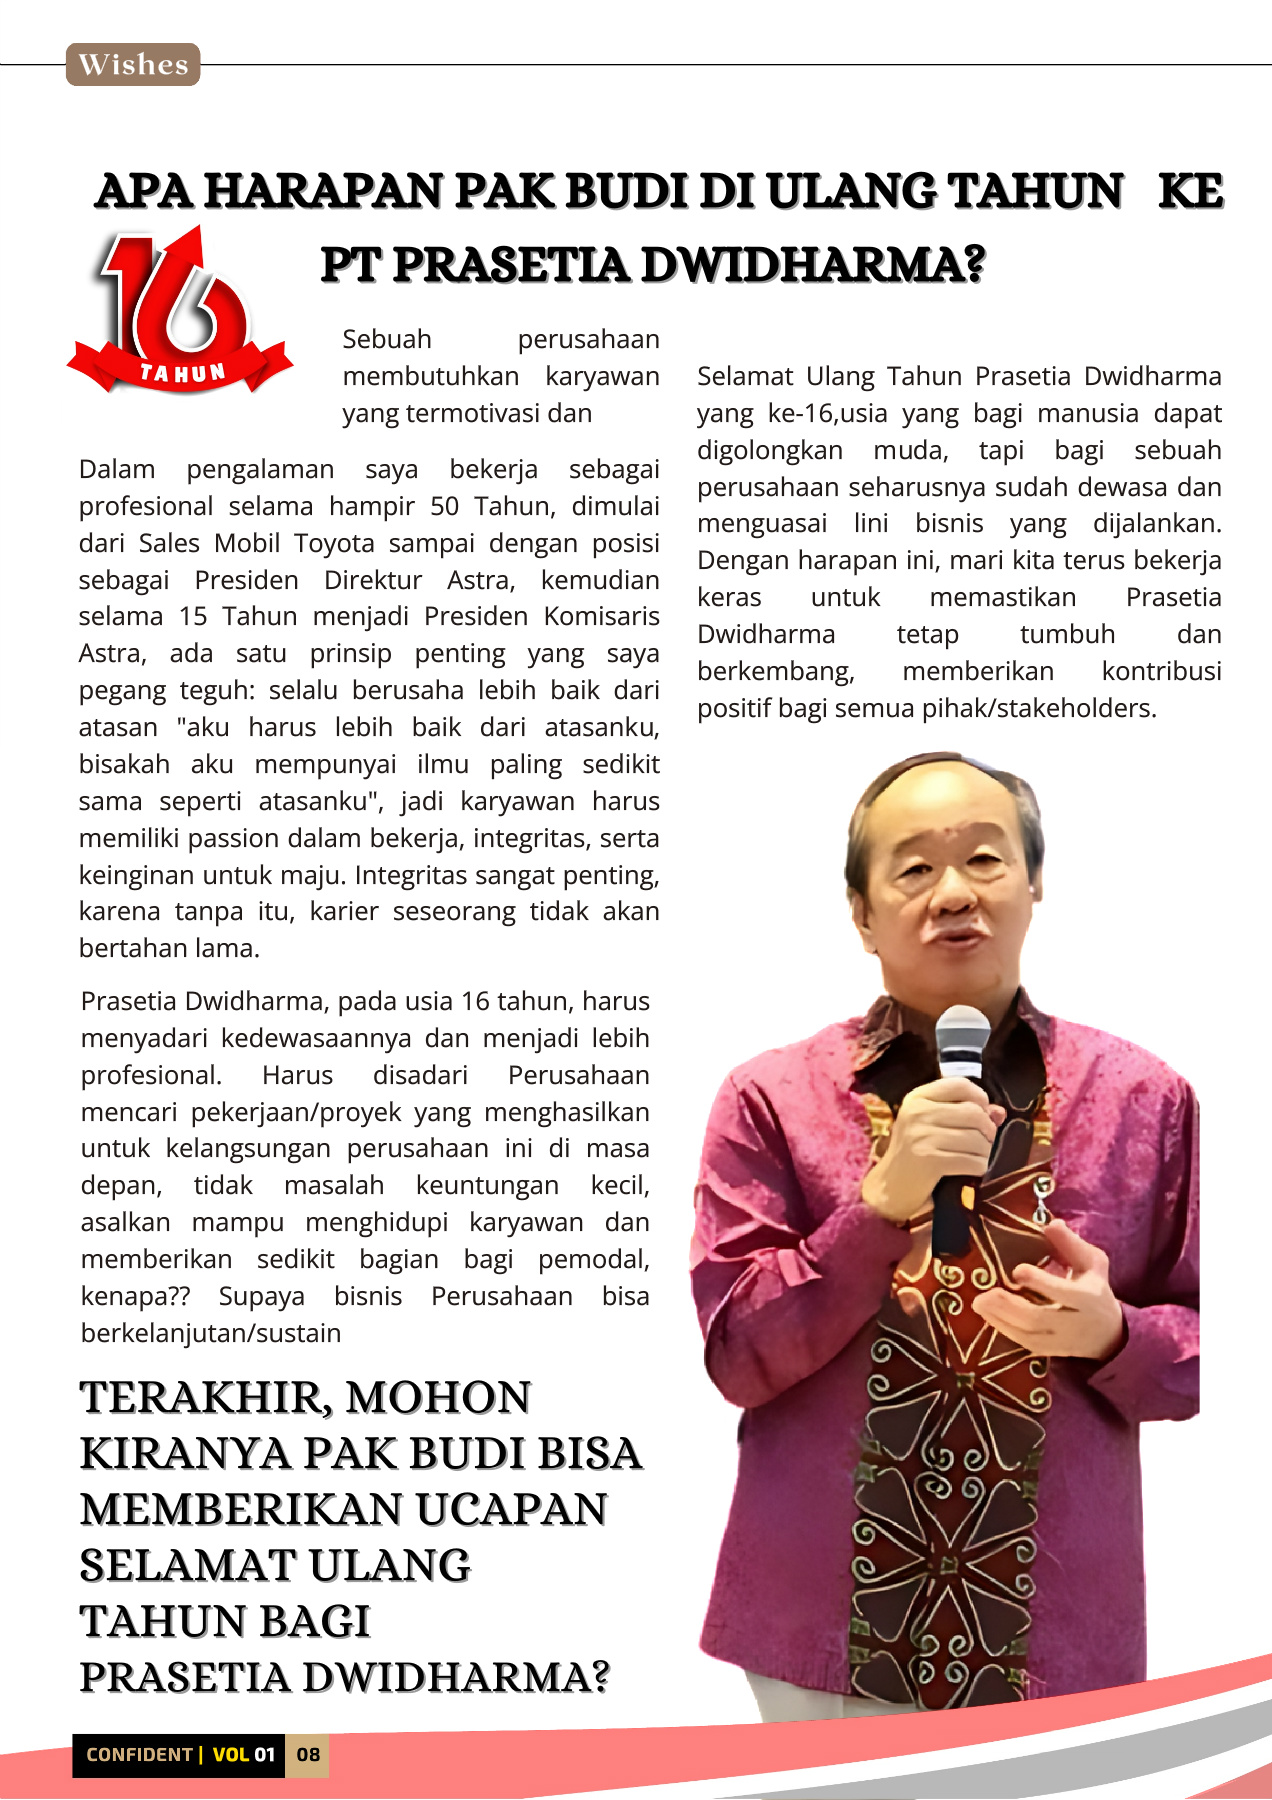 Wishes
APA HARAPAN PAK BUDI DI ULANG TAHUN KE
16
TAHUN
PT PRASETIA DWIDHARMA?
Sebuah perusahaan
membutuhkan karyawan
yang termotivasi dan
Dalam pengalaman saya bekerja sebagai
profesional selama hampir 50 Tahun, dimulai
dari Sales Mobil Toyota sampai dengan posisi
sebagai Presiden Direktur Astra, kemudian
selama 15 Tahun menjadi Presiden Komisaris
Astra, ada satu prinsip penting yang saya
pegang teguh: selalu berusaha lebih baik dari
atasan "aku harus lebih baik dari atasanku,
bisakah aku mempunyai ilmu paling sedikit
sama seperti atasanku", jadi karyawan harus
memiliki passion dalam bekerja, integritas, serta
keinginan untuk maju. Integritas sangat penting,
karena tanpa itu, karier seseorang tidak akan
bertahan lama.
Prasetia Dwidharma, pada usia 16 tahun, harus
menyadari kedewasaannya dan menjadi lebih
profesional. Harus disadari Perusahaan
mencari pekerjaan/proyek yang menghasilkan
untuk kelangsungan perusahaan ini di masa
depan, tidak masalah keuntungan kecil,
asalkan mampu menghidupi karyawan dan
memberikan sedikit bagian bagi pemodal,
kenapa?? Supaya bisnis Perusahaan bisa
berkelanjutan/sustain
TERAKHIR, MOHON
KIRANYA PAK BUDI BISA
MEMBERIKAN UCAPAN
SELAMAT ULANG
TAHUN BAGI
PRASETIA DWIDHARMA?
Selamat Ulang Tahun Prasetia Dwidharma
yang ke-16,usia yang bagi manusia dapat
digolongkan muda, tapi bagi sebuah
perusahaan seharusnya sudah dewasa dan
menguasai lini bisnis yang dijalankan.
Dengan harapan ini, mari kita terus bekerja
keras untuk memastikan Prasetia
Dwidharma tetap tumbuh dan
berkembang, memberikan kontribusi
positif bagi semua pihak/stakeholders.
CONFIDENT | VOL 01 08